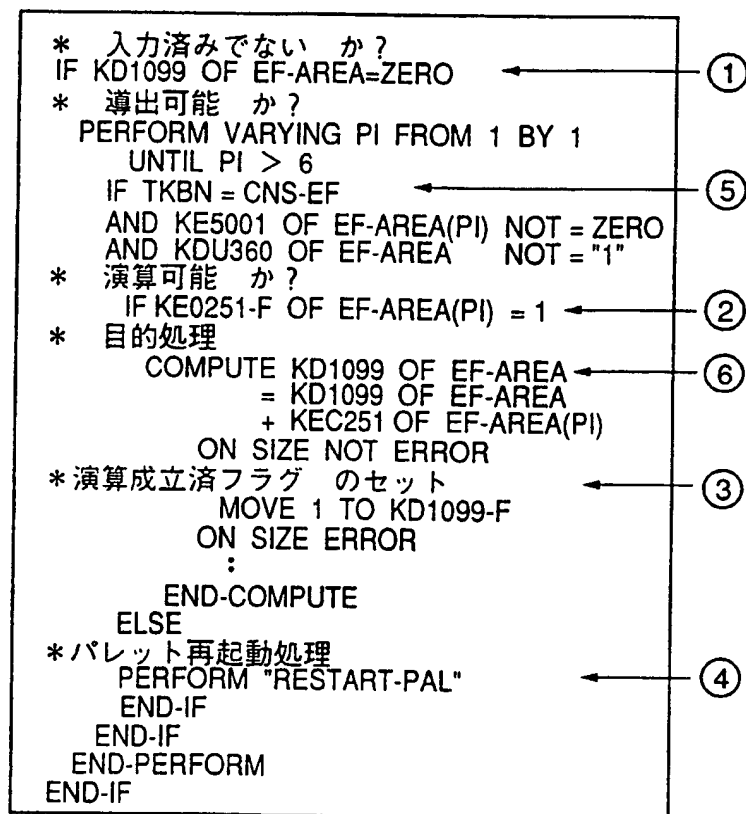 * 入力済みでない か?
IF KD1099 OF EF-AREA=ZERO ①
* 導出可能 か?
PERFORM VARYING PI FROM 1 BY 1
UNTIL PI > 6
IF TKBN = CNS-EF ⑤
AND KE5001 OF EF-AREA(PI) NOT = ZERO
AND KDU360 OF EF-AREA NOT = "1"
* 演算可能 か?
IF KE0251-F OF EF-AREA(PI) = 1 ②
* 目的処理
COMPUTE KD1099 OF EF-AREA ⑥
= KD1099 OF EF-AREA
+ KEC251 OF EF-AREA(PI)
ON SIZE NOT ERROR
*演算成立済フラグ のセット ③
MOVE 1 TO KD1099-F
ON SIZE ERROR
:
END-COMPUTE
ELSE
*パレット再起動処理
PERFORM "RESTART-PAL" ④
END-IF
END-IF
END-PERFORM
END-IF